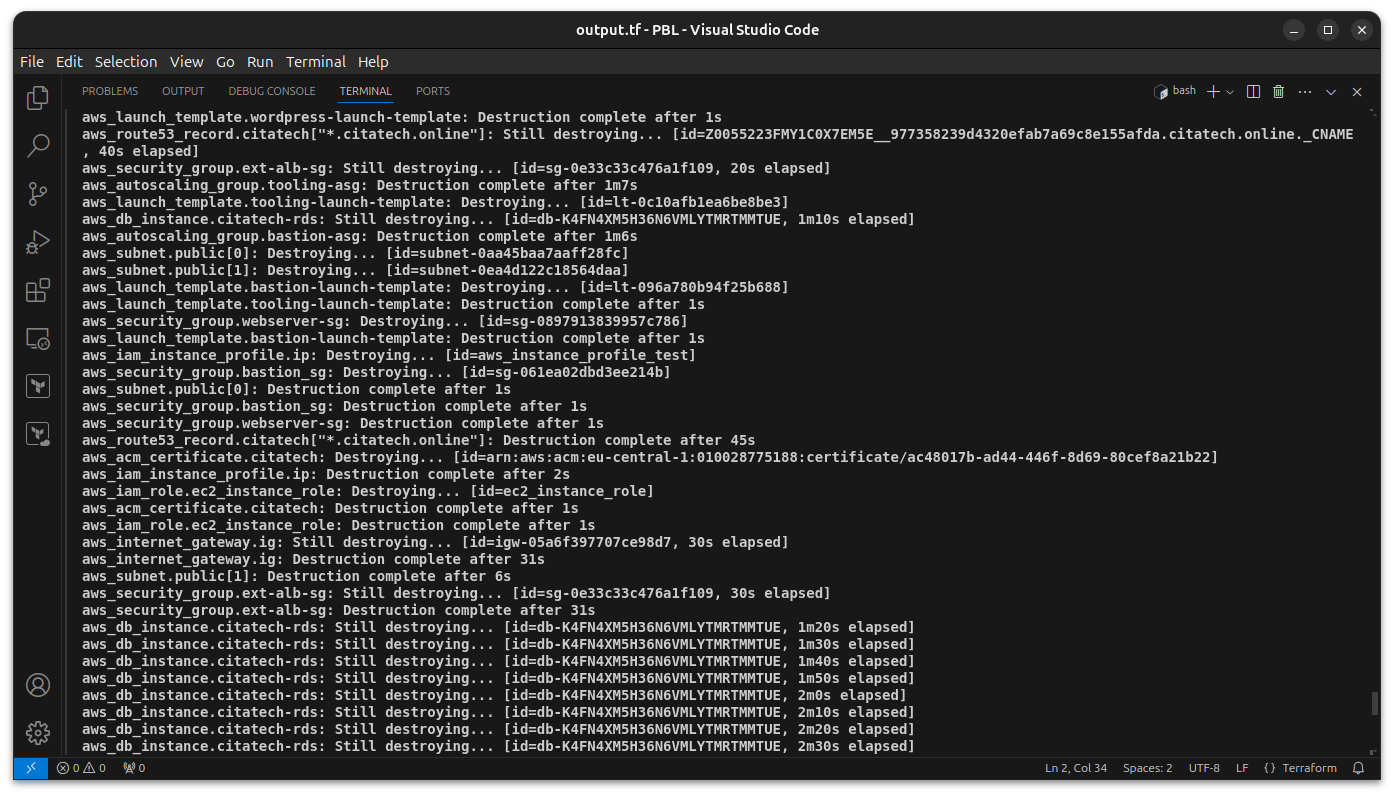 output.tf - PBL - Visual Studio Code
File Edit Selection View Go Run Terminal Help
PROBLEMS OUTPUT DEBUG CONSOLE TERMINAL PORTS bash
aws_launch_template.wordpress-launch-template: Destruction complete after 1s
aws_route53_record.citatech["*.citatech.online"]: Still destroying... [id=Z0055223FMY1C0X7EM5E__977358239d4320efab7a69c8e155afda.citatech.online._CNAME
, 40s elapsed]
aws_security_group.ext-alb-sg: Still destroying... [id=sg-0e33c33c476a1f109, 20s elapsed]
aws_autoscaling_group.tooling-asg: Destruction complete after 1m7s
aws_launch_template.tooling-launch-template: Destroying... [id=lt-0c10afb1ea6be8be3]
aws_db_instance.citatech-rds: Still destroying... [id=db-K4FN4XM5H36N6VMLYTMRTMMTUE, 1m10s elapsed]
aws_autoscaling_group.bastion-asg: Destruction complete after 1m6s
aws_subnet.public[0]: Destroying... [id=subnet-0aa45baa7aaff28fc]
aws_subnet.public[1]: Destroying... [id=subnet-0ea4d122c18564daa]
aws_launch_template.bastion-launch-template: Destroying... [id=lt-096a780b94f25b688]
aws_launch_template.tooling-launch-template: Destruction complete after 1s
aws_security_group.webserver-sg: Destroying... [id=sg-0897913839957c786]
aws_launch_template.bastion-launch-template: Destruction complete after 1s
aws_iam_instance_profile.ip: Destroying... [id=aws_instance_profile_test]
aws_security_group.bastion_sg: Destroying... [id=sg-061ea02dbd3ee214b]
aws_subnet.public[0]: Destruction complete after 1s
aws_security_group.bastion_sg: Destruction complete after 1s
aws_security_group.webserver-sg: Destruction complete after 1s
aws_route53_record.citatech["*.citatech.online"]: Destruction complete after 45s
aws_acm_certificate.citatech: Destroying... [id=arn:aws:acm:eu-central-1:010028775188:certificate/ac48017b-ad44-446f-8d69-80cef8a21b22]
aws_iam_instance_profile.ip: Destruction complete after 2s
aws_iam_role.ec2_instance_role: Destroying... [id=ec2_instance_role]
aws_acm_certificate.citatech: Destruction complete after 1s
aws_iam_role.ec2_instance_role: Destruction complete after 1s
aws_internet_gateway.ig: Still destroying... [id=igw-05a6f397707ce98d7, 30s elapsed]
aws_internet_gateway.ig: Destruction complete after 31s
aws_subnet.public[1]: Destruction complete after 6s
aws_security_group.ext-alb-sg: Still destroying... [id=sg-0e33c33c476a1f109, 30s elapsed]
aws_security_group.ext-alb-sg: Destruction complete after 31s
aws_db_instance.citatech-rds: Still destroying... [id=db-K4FN4XM5H36N6VMLYTMRTMMTUE, 1m20s elapsed]
aws_db_instance.citatech-rds: Still destroying... [id=db-K4FN4XM5H36N6VMLYTMRTMMTUE, 1m30s elapsed]
aws_db_instance.citatech-rds: Still destroying... [id=db-K4FN4XM5H36N6VMLYTMRTMMTUE, 1m40s elapsed]
aws_db_instance.citatech-rds: Still destroying... [id=db-K4FN4XM5H36N6VMLYTMRTMMTUE, 1m50s elapsed]
aws_db_instance.citatech-rds: Still destroying... [id=db-K4FN4XM5H36N6VMLYTMRTMMTUE, 2m0s elapsed]
aws_db_instance.citatech-rds: Still destroying... [id=db-K4FN4XM5H36N6VMLYTMRTMMTUE, 2m10s elapsed]
aws_db_instance.citatech-rds: Still destroying... [id=db-K4FN4XM5H36N6VMLYTMRTMMTUE, 2m20s elapsed]
aws_db_instance.citatech-rds: Still destroying... [id=db-K4FN4XM5H36N6VMLYTMRTMMTUE, 2m30s elapsed]
0 0 0 Ln 2, Col 34 Spaces: 2 UTF-8 LF {} Terraform